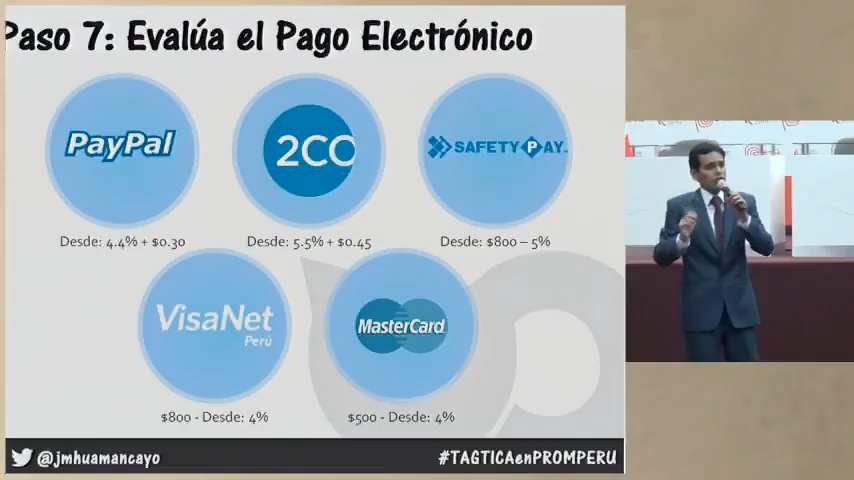 Paso 7: Evalúa el Pago Electrónico
PayPal
2CO
SAFETYPAY
Desde: 4.4% + $0.30
Desde: 5.5% + $0.45
Desde: $800 – 5%
VisaNet
Perú
MasterCard
$800 - Desde: 4%
$500 - Desde: 4%
@jmhuamancayo
#TAGTICAenPROMPERU